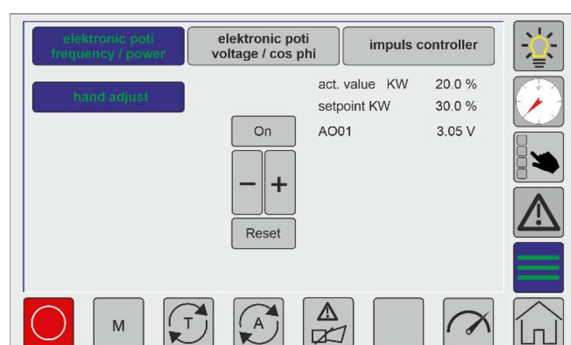 elektronic poti
frequency / power
elektronic poti
voltage / cos phi
impuls controller
hand adjust
act. value KW 20.0 %
setpoint KW 30.0 %
On
AO01 3.05 V
− +
Reset
M
T
A